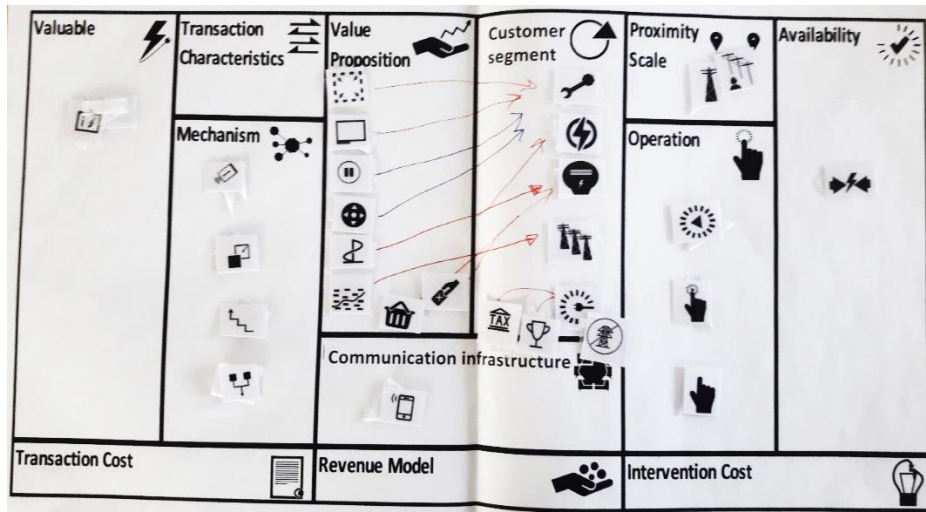 Valuable
Transaction
Characteristics
Mechanism
Value
Proposition
Customer
segment
TAX
Communication infrastructure
Proximity
Scale
Operation
Availability
Transaction Cost
Revenue Model
Intervention Cost